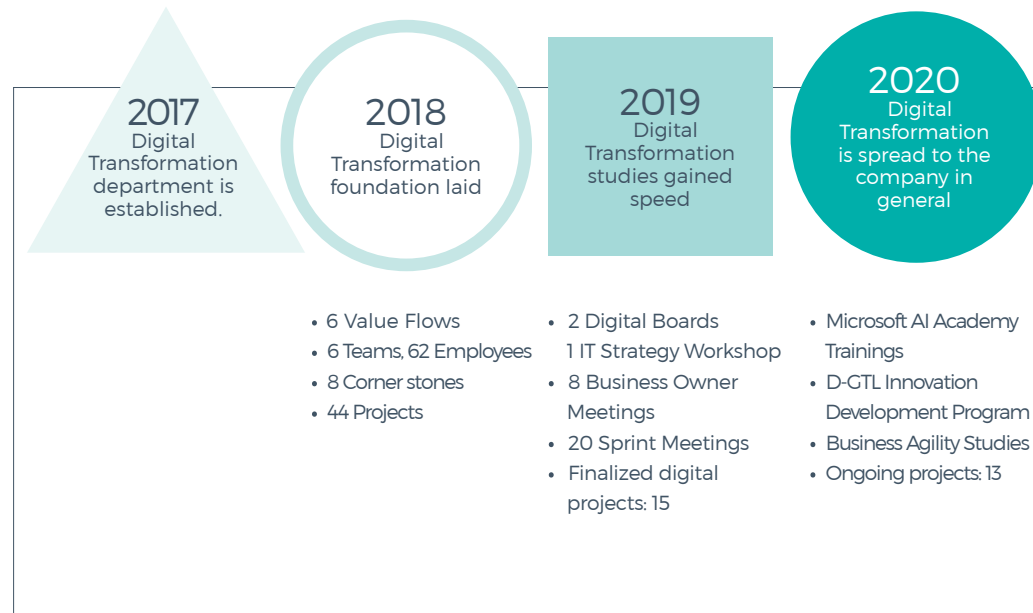 2017
Digital
Transformation
department is
established.
2018
Digital
Transformation
foundation laid
2019
Digital
Transformation
studies gained
speed
2020
Digital
Transformation
is spread to the
company in
general
• 6 Value Flows
• 6 Teams, 62 Employees
• 8 Corner stones
• 44 Projects
• 2 Digital Boards
1 IT Strategy Workshop
• 8 Business Owner
Meetings
• 20 Sprint Meetings
• Finalized digital
projects: 15
• Microsoft AI Academy
Trainings
• D-GTL Innovation
Development Program
• Business Agility Studies
• Ongoing projects: 13